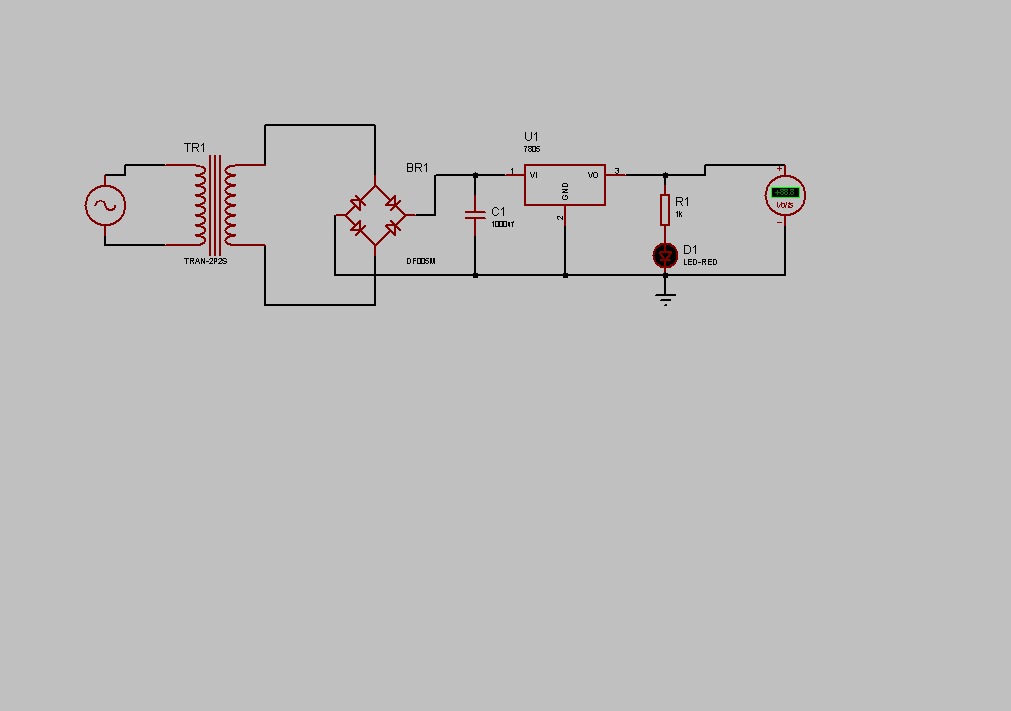 U1
7805
TR1
BR1
1
VI
VO
3
GND
2
C1
1000uf
R1
1k
D1
LED-RED
TRAN-2P2S
DF005M
+
+88.8
Volts
-